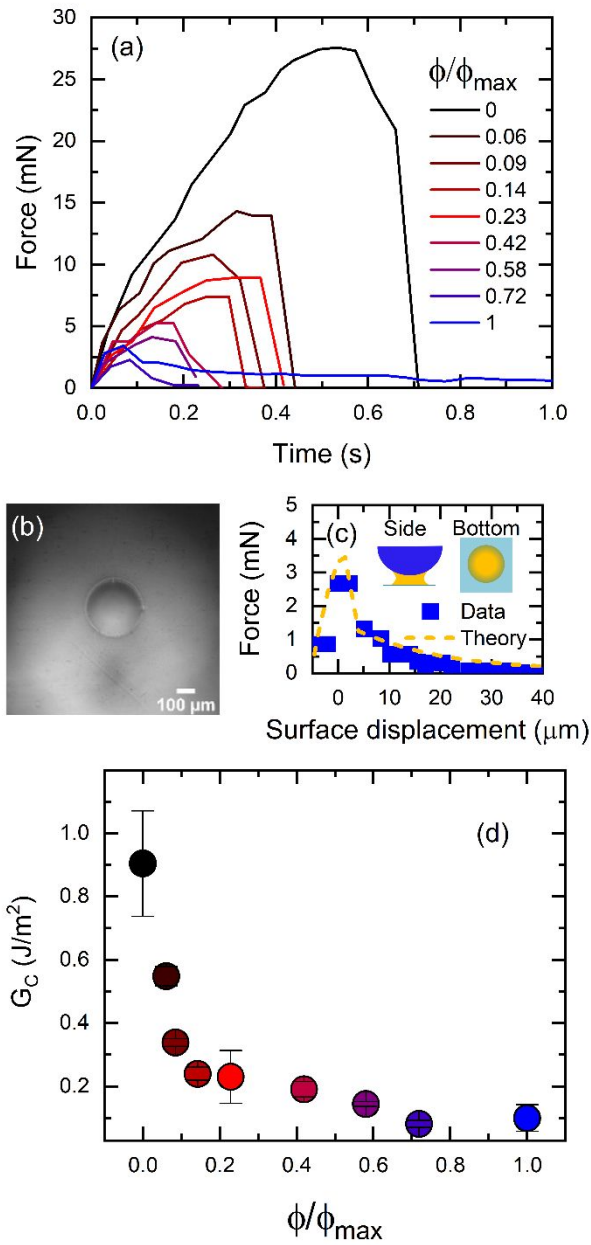 (a)
Force (mN)
30
25
20
15
10
5
0
ϕ/ϕmax
0
0.06
0.09
0.14
0.23
0.42
0.58
0.72
1
0.0 0.2 0.4 0.6 0.8 1.0
Time (s)
(b)
100 μm
(c)
Side Bottom
Force (mN)
5
4
3
2
1
0
Data
Theory
0 10 20 30 40
Surface displacement (μm)
(d)
G_C (J/m²)
1.0
0.8
0.6
0.4
0.2
0.0 0.2 0.4 0.6 0.8 1.0
ϕ/ϕmax